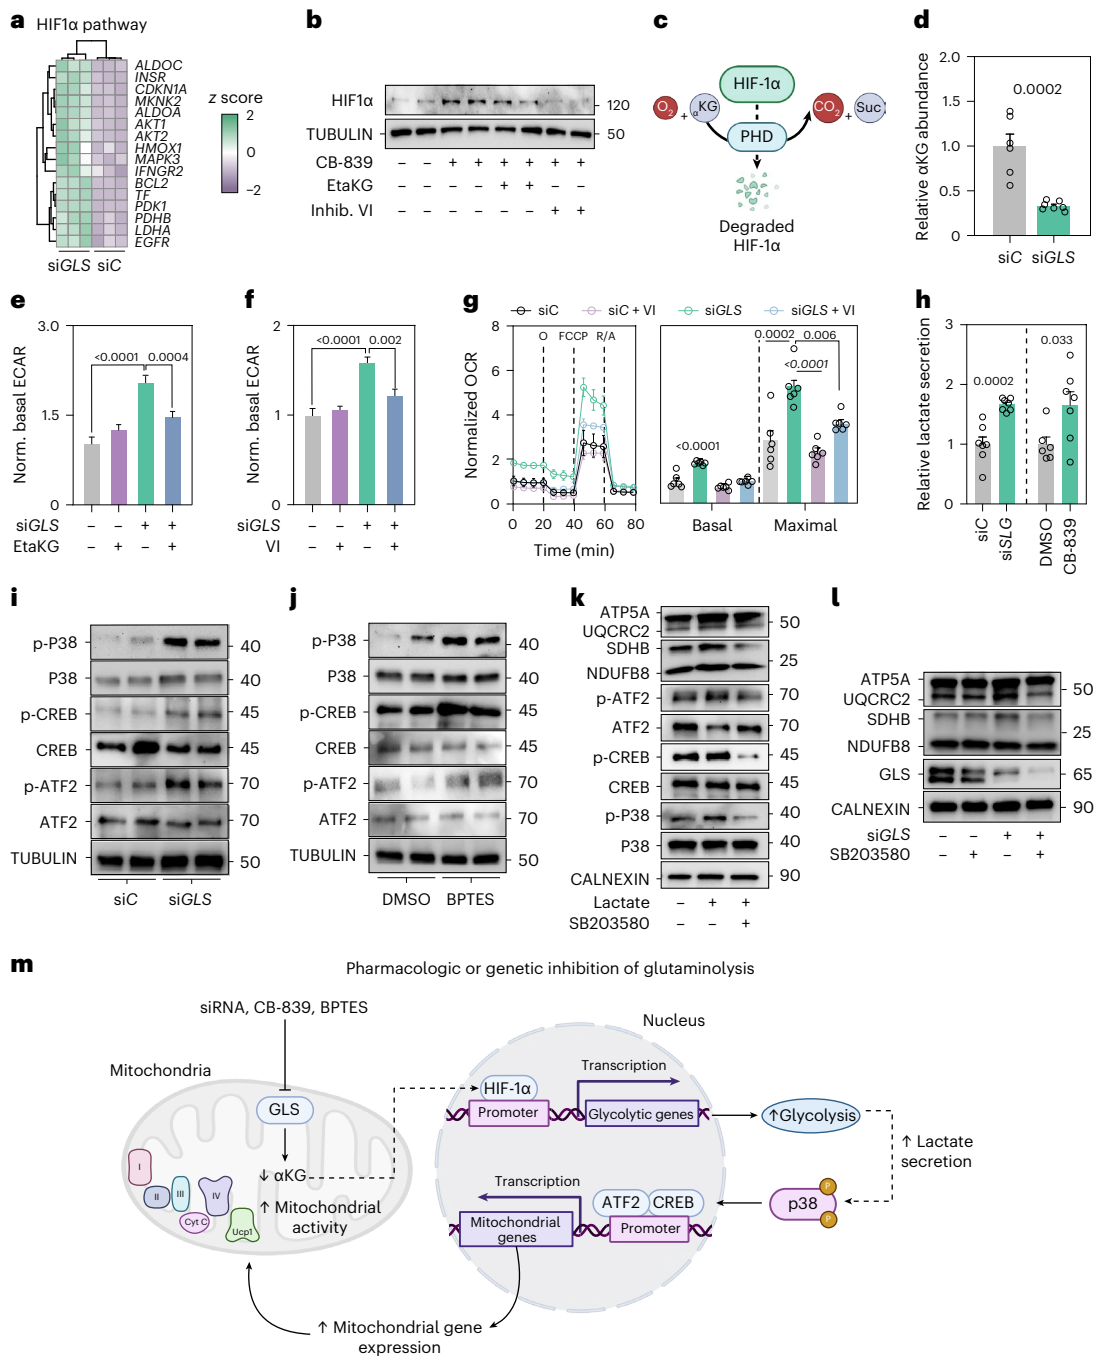 a
HIF1α pathway
ALDOC
INSR
CDKN1A
MKNK2
ALDOA
AKT1
AKT2
HMOX1
MAPK3
IFNGR2
BCL2
TF
PDK1
PDHB
LDHA
EGFR
siGLS siC
z score
2
0
−2
b
HIF1α
120
TUBULIN
50
CB-839 – – + + + + + +
EtaKG – – – – + + – –
Inhib. VI – – – – – – + +
c
HIF-1α
O2 + αKG
PHD
CO2 + Suc
Degraded
HIF-1α
d
Relative αKG abundance
2.0
1.5
1.0
0.5
0
0.0002
siC siGLS
e
Norm. basal ECAR
3.0
1.5
0
<0.0001 0.0004
siGLS – – + +
EtaKG – + – +
f
Norm. basal ECAR
2
1
0
<0.0001 0.002
siGLS – – + +
VI – + – +
g
siC siC + VI siGLS siGLS + VI
Normalized OCR
8
6
4
2
0
O FCCP R/A
0 20 40 60 80
Time (min)
<0.0001
0.0002 0.006
<0.0001
Basal Maximal
h
Relative lactate secretion
3
2
1
0
0.0002
0.033
siC
siSLG
DMSO
CB-839
i
p-P38 40
P38 40
p-CREB 45
CREB 45
p-ATF2 70
ATF2 70
TUBULIN 50
siC siGLS
j
p-P38 40
P38 40
p-CREB 45
CREB 45
p-ATF2 70
ATF2 70
TUBULIN 50
DMSO BPTES
k
ATP5A
50
UQCRC2
SDHB
25
NDUFB8
p-ATF2 70
ATF2 70
p-CREB 45
CREB 45
p-P38 40
P38 40
CALNEXIN 90
Lactate – + +
SB203580 – – +
l
ATP5A
50
UQCRC2
SDHB
25
NDUFB8
GLS 65
CALNEXIN 90
siGLS – – + +
SB203580 – + – +
m
Pharmacologic or genetic inhibition of glutaminolysis
siRNA, CB-839, BPTES
Mitochondria
GLS
↓ αKG
↑ Mitochondrial
activity
I
II
III
IV
Cyt C
Ucp1
Nucleus
HIF-1α
Promoter
Transcription
Glycolytic genes
↑Glycolysis
↑ Lactate
secretion
p38
P
P
ATF2 CREB
Promoter
Transcription
Mitochondrial
genes
↑ Mitochondrial gene
expression